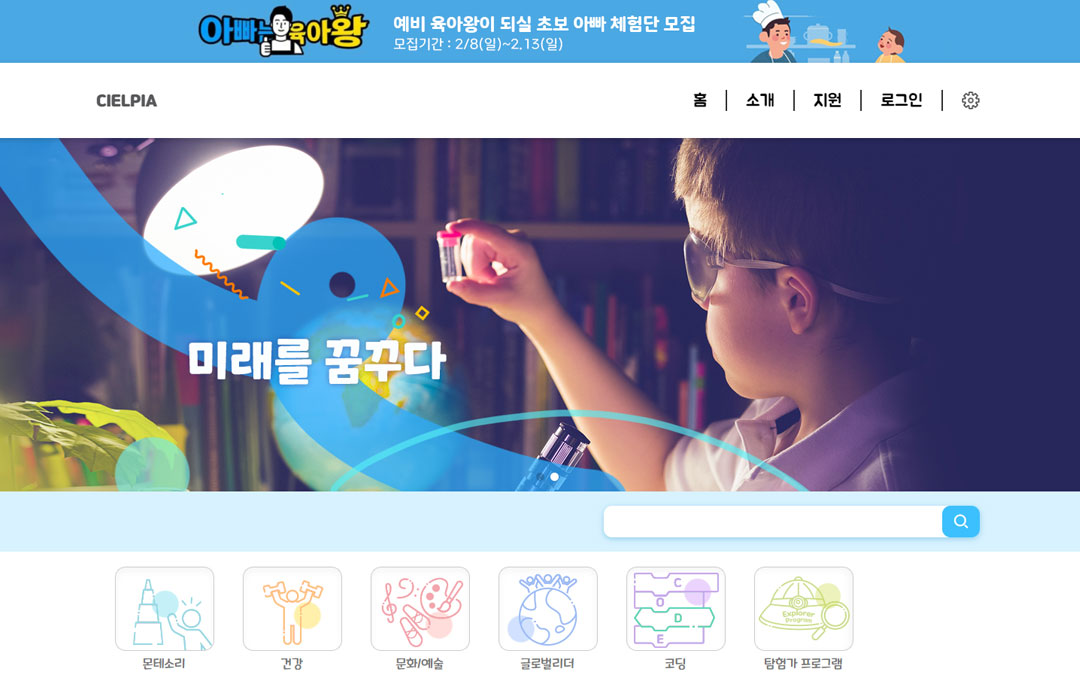 아빠는 육아왕
예비 육아왕이 되실 초보 아빠 체험단 모집
모집기간 : 2/8(일)~2.13(일)
CIELPIA
홈
소개
지원
로그인
미래를 꿈꾸다
C
O
D
E
Explorer
Program
몬테소리
건강
문화/예술
글로벌리더
코딩
탐험가 프로그램